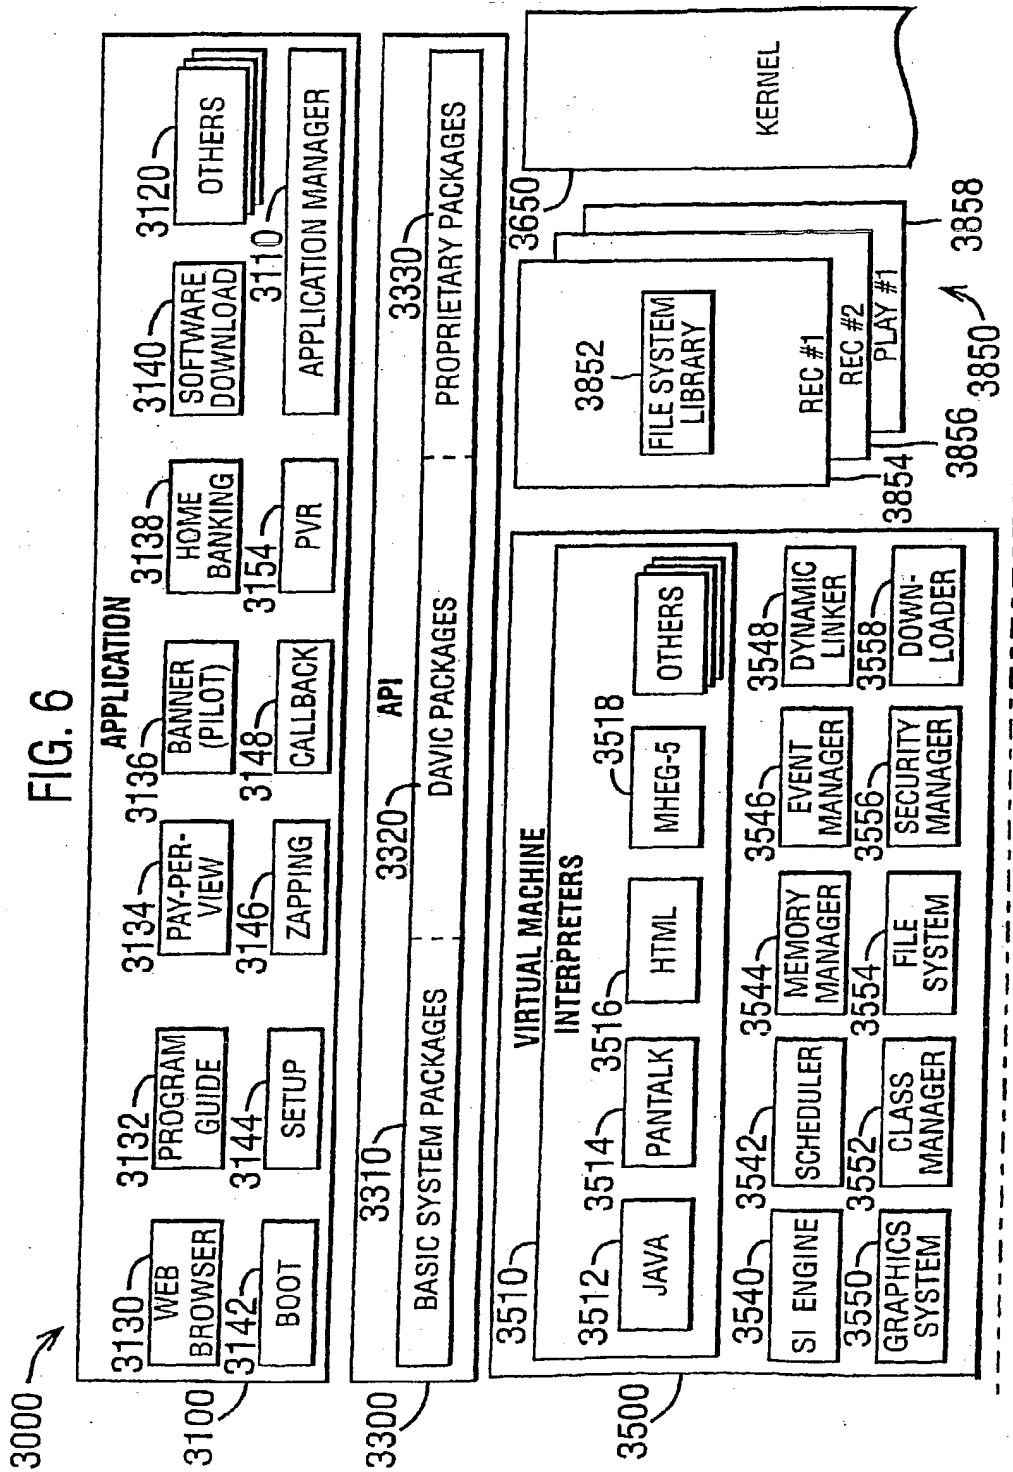 FIG. 6
3000
APPLICATION
3100
3130
WEB
BROWSER
3132
PROGRAM
GUIDE
3134
PAY-PER-
VIEW
3136
BANNER
(PILOT)
3138
HOME
BANKING
3140
SOFTWARE
DOWNLOAD
3120
OTHERS
3142
BOOT
3144
SETUP
3146
ZAPPING
3148
CALLBACK
3154
PVR
3110
APPLICATION MANAGER
3300
API
3310
BASIC SYSTEM PACKAGES
3320
DAVIC PACKAGES
3330
PROPRIETARY PACKAGES
3500
VIRTUAL MACHINE
3510
INTERPRETERS
3512
JAVA
3514
PANTALK
3516
HTML
3518
MHEG-5
OTHERS
3540
SI ENGINE
3542
SCHEDULER
3544
MEMORY
MANAGER
3546
EVENT
MANAGER
3548
DYNAMIC
LINKER
3550
GRAPHICS
SYSTEM
3552
CLASS
MANAGER
3554
FILE
SYSTEM
3556
SECURITY
MANAGER
3558
DOWN-
LOADER
3852
FILE SYSTEM
LIBRARY
REC #1
REC #2
PLAY #1
3854
3856
3850
3858
3650
KERNEL